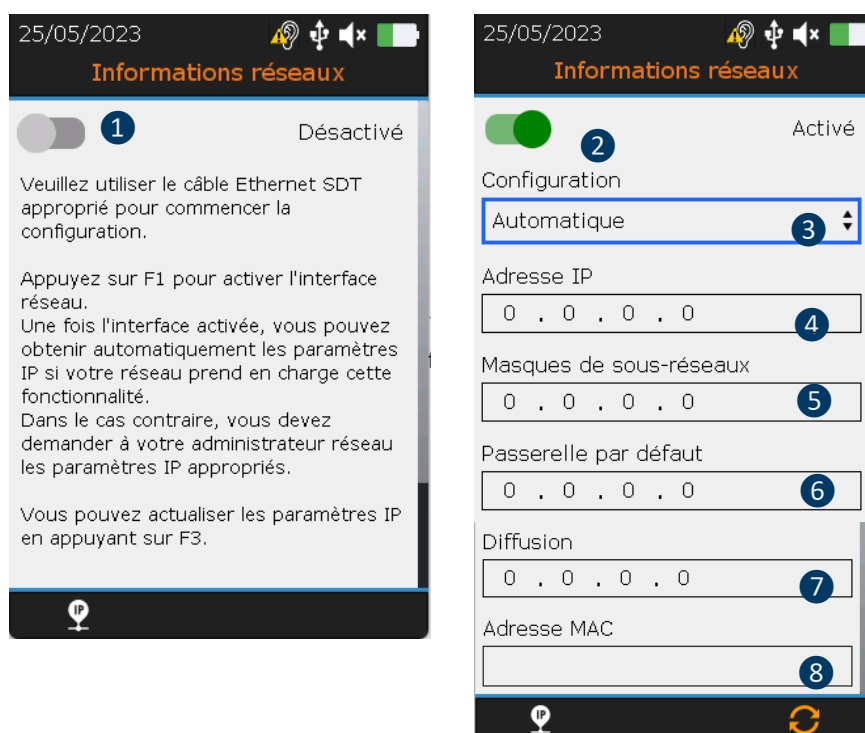 25/05/2023
Informations réseaux
1
Désactivé
Veuillez utiliser le câble Ethernet SDT
approprié pour commencer la
configuration.
Appuyez sur F1 pour activer l'interface
réseau.
Une fois l'interface activée, vous pouvez
obtenir automatiquement les paramètres
IP si votre réseau prend en charge cette
fonctionnalité.
Dans le cas contraire, vous devez
demander à votre administrateur réseau
les paramètres IP appropriés.
Vous pouvez actualiser les paramètres IP
en appuyant sur F3.
IP
25/05/2023
Informations réseaux
2
Activé
Configuration
Automatique 3
Adresse IP
0 . 0 . 0 . 0 4
Masques de sous-réseaux
0 . 0 . 0 . 0 5
Passerelle par défaut
0 . 0 . 0 . 0 6
Diffusion
0 . 0 . 0 . 0 7
Adresse MAC
8
IP